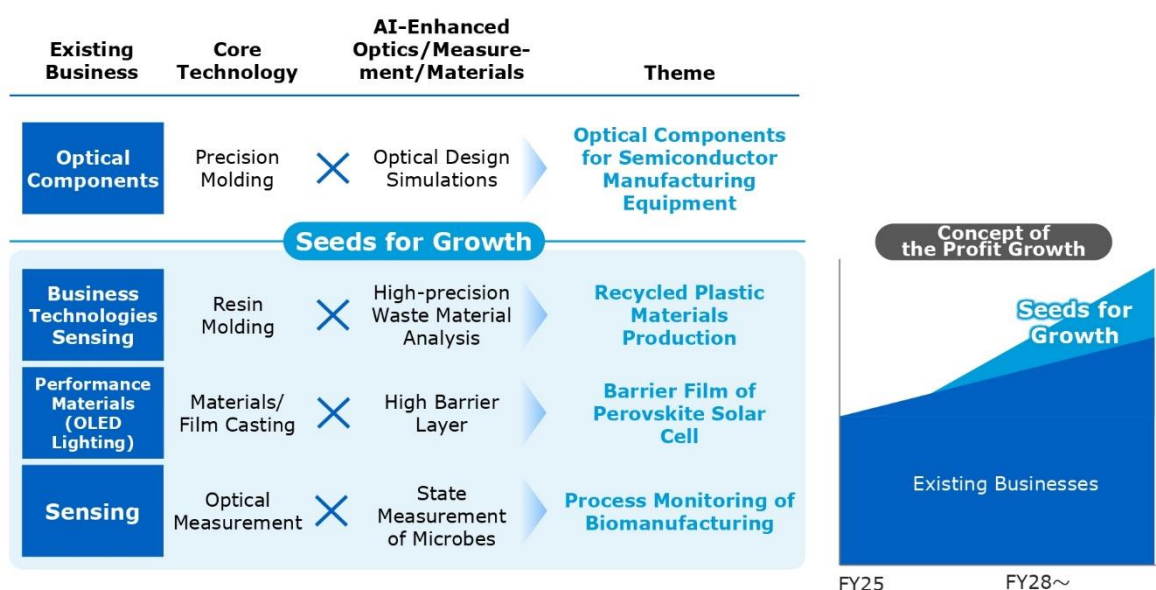 Existing
Business
Core
Technology
AI-Enhanced
Optics/Measure-
ment/Materials
Theme
Optical
Components
Precision
Molding
Optical Design
Simulations
Optical Components
for Semiconductor
Manufacturing
Equipment
Seeds for Growth
Business
Technologies
Sensing
Resin
Molding
High-precision
Waste Material
Analysis
Recycled Plastic
Materials
Production
Performance
Materials
(OLED
Lighting)
Materials/
Film Casting
High Barrier
Layer
Barrier Film of
Perovskite Solar
Cell
Sensing
Optical
Measurement
State
Measurement
of Microbes
Process Monitoring of
Biomanufacturing
Concept of
the Profit Growth
Seeds for
Growth
Existing Businesses
FY25
FY28～